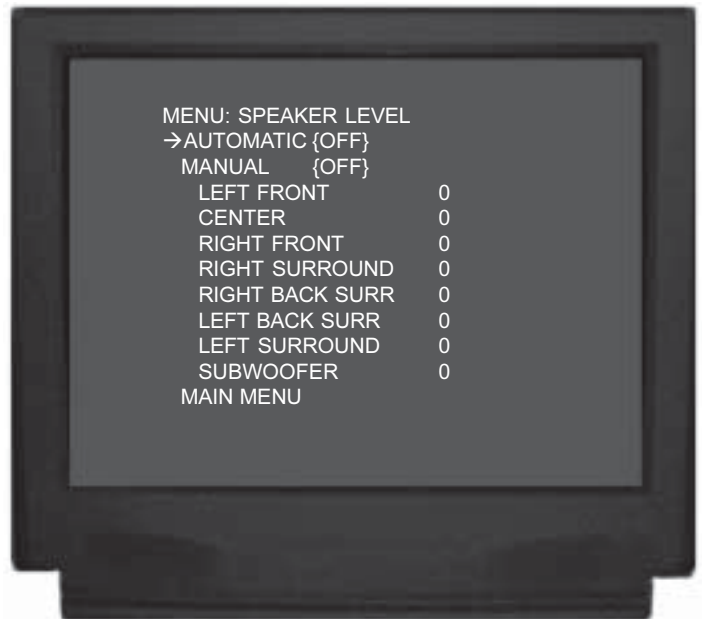 MENU: SPEAKER LEVEL
→AUTOMATIC {OFF}
MANUAL {OFF}
LEFT FRONT 0
CENTER 0
RIGHT FRONT 0
RIGHT SURROUND 0
RIGHT BACK SURR 0
LEFT BACK SURR 0
LEFT SURROUND 0
SUBWOOFER 0
MAIN MENU